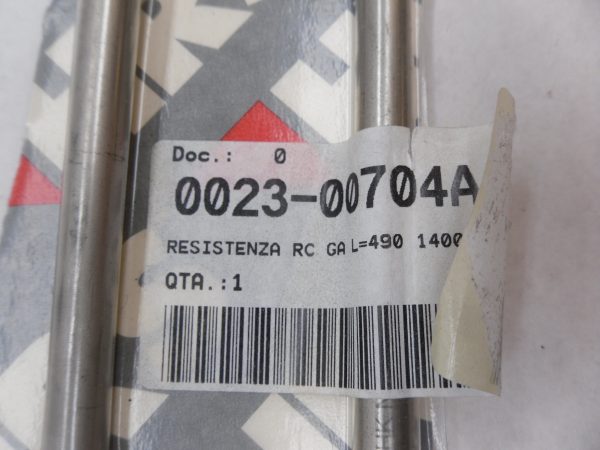 Doc.: 0
0023-00704A
RESISTENZA RC GA L=490 1400
QTA.:1